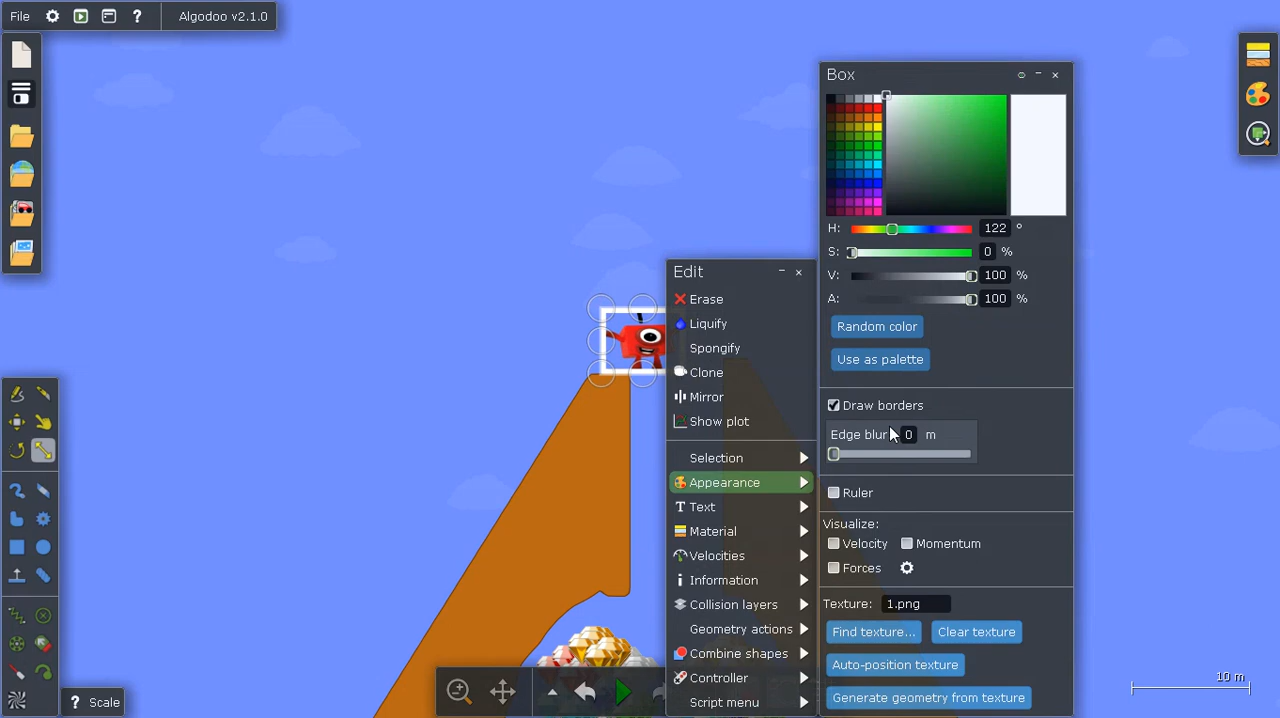 File
Algodoo v2.1.0
Box
H: 122 °
S: 0 %
V: 100 %
A: 100 %
Random color
Use as palette
Draw borders
Edge blur 0 m
Ruler
Visualize:
Velocity Momentum
Forces
Texture: 1.png
Find texture... Clear texture
Auto-position texture
Generate geometry from texture
Edit
Erase
Liquify
Spongify
Clone
Mirror
Show plot
Selection
Appearance
Text
Material
Velocities
Information
Collision layers
Geometry actions
Combine shapes
Controller
Script menu
? Scale
10 m